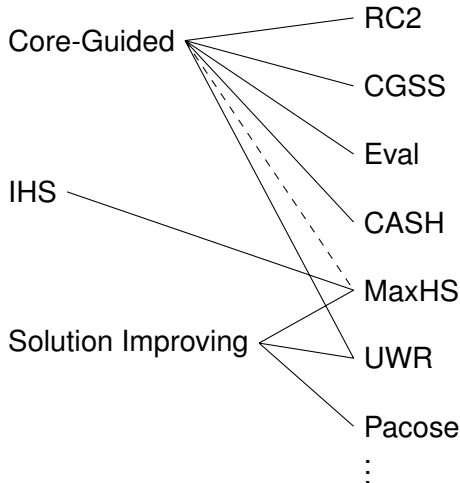 Core-Guided
IHS
Solution Improving
RC2
CGSS
Eval
CASH
MaxHS
UWR
Pacose
⋮